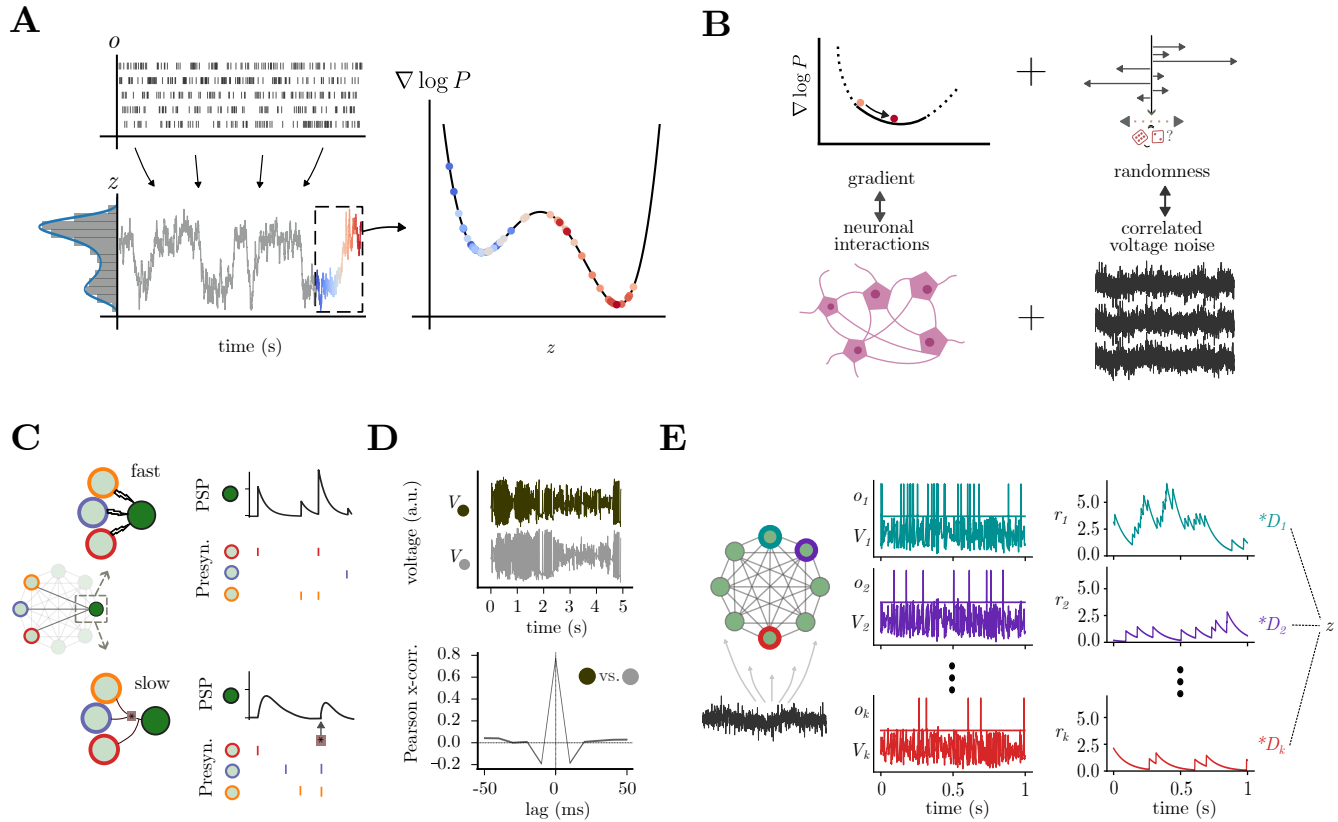 A
o
z
time (s)
∇ log P
z
B
∇ log P
+
?
gradient
randomness
neuronal
interactions
correlated
voltage noise
+
C
fast
PSP
Presyn.
slow
PSP
*
*
Presyn.
D
voltage (a.u.)
V
V
0 1 2 3 4 5
time (s)
Pearson x-corr.
0.8
0.6
0.4
0.2
0.0
−0.2
vs.
-50 0 50
lag (ms)
E
o1
V1
o2
V2
ok
Vk
0 0.5 1
time (s)
r1
5.0
2.5
*D1
r2
5.0
2.5
0.0
*D2
z
rk
5.0
2.5
0.0
*Dk
0 0.5 1
time (s)